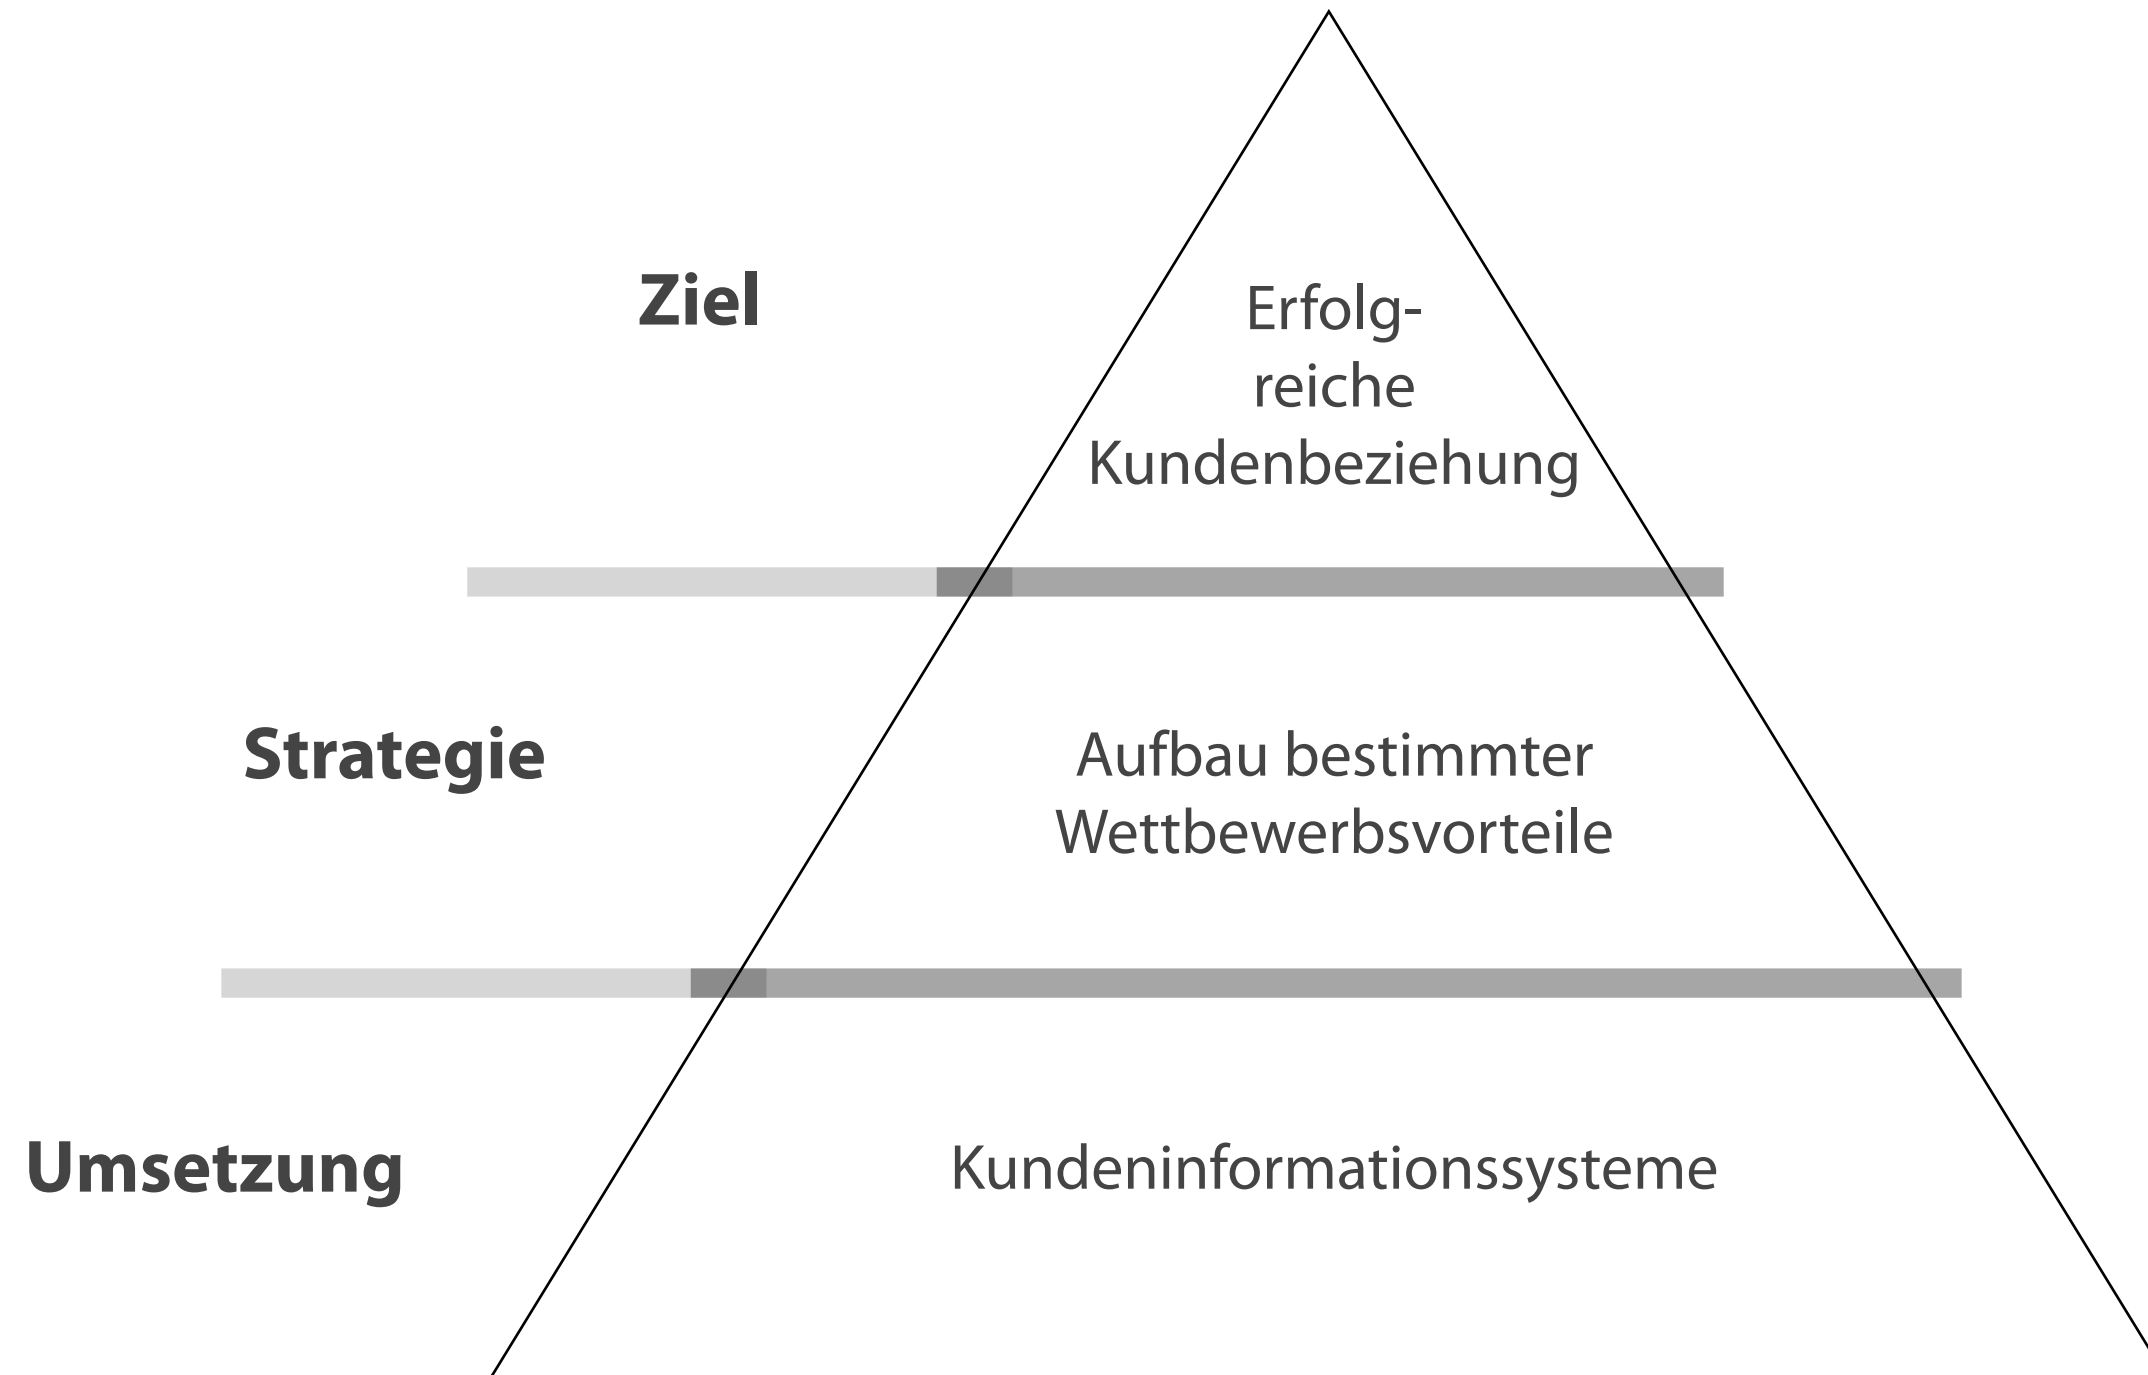 Ziel
Erfolg-
reiche
Kundenbeziehung
Strategie
Aufbau bestimmter
Wettbewerbsvorteile
Umsetzung
Kundeninformationssysteme